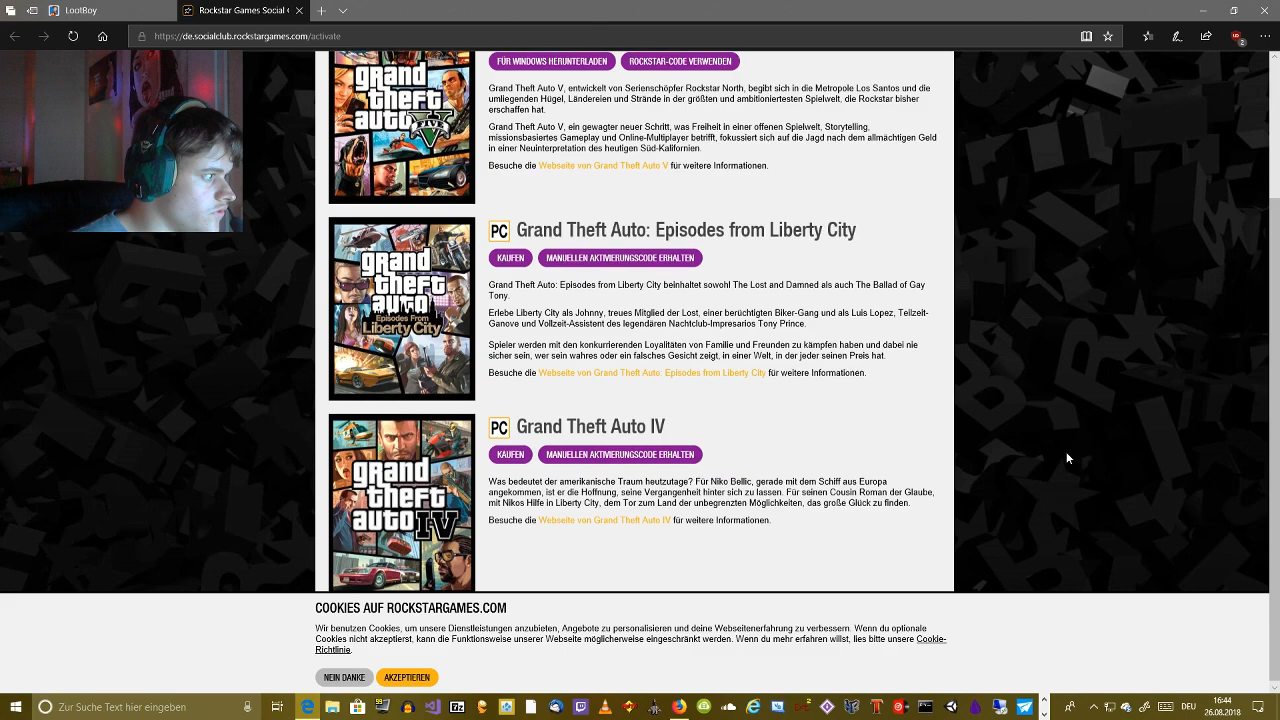 LootBoy
Rockstar Games Social C
https://de.socialclub.rockstargames.com/activate
FÜR WINDOWS HERUNTERLADEN
ROCKSTAR-CODE VERWENDEN
Grand Theft Auto V, entwickelt von Serienschöpfer Rockstar North, begibt sich in die Metropole Los Santos und die
umliegenden Hügel, Ländereien und Strände in der größten und ambitioniertesten Spielwelt, die Rockstar bisher
erschaffen hat.
Grand Theft Auto V, ein gewagter neuer Schritt, was Freiheit in einer offenen Spielwelt, Storytelling,
missionsbasiertes Gameplay und Online-Multiplayer betrifft, fokussiert sich auf die Jagd nach dem allmächtigen Geld
in einer Neuinterpretation des heutigen Süd-Kalifornien.
Besuche die Webseite von Grand Theft Auto V für weitere Informationen.
grand
theft
auto
FIVE
PC Grand Theft Auto: Episodes from Liberty City
KAUFEN
MANUELLEN AKTIVIERUNGSCODE ERHALTEN
Grand Theft Auto: Episodes from Liberty City beinhaltet sowohl The Lost and Damned als auch The Ballad of Gay
Tony.
Erlebe Liberty City als Johnny, treues Mitglied der Lost, einer berüchtigten Biker-Gang und als Luis Lopez, Teilzeit-
Ganove und Vollzeit-Assistent des legendären Nachtclub-Impresarios Tony Prince.
Spieler werden mit den konkurrierenden Loyalitäten von Familie und Freunden zu kämpfen haben und dabei nie
sicher sein, wer sein wahres oder ein falsches Gesicht zeigt, in einer Welt, in der jeder seinen Preis hat.
Besuche die Webseite von Grand Theft Auto: Episodes from Liberty City für weitere Informationen.
grand
theft
auto
Episodes From
Liberty City
PC Grand Theft Auto IV
KAUFEN
MANUELLEN AKTIVIERUNGSCODE ERHALTEN
Was bedeutet der amerikanische Traum heutzutage? Für Niko Bellic, gerade mit dem Schiff aus Europa
angekommen, ist er die Hoffnung, seine Vergangenheit hinter sich zu lassen. Für seinen Cousin Roman der Glaube,
mit Nikos Hilfe in Liberty City, dem Tor zum Land der unbegrenzten Möglichkeiten, das große Glück zu finden.
Besuche die Webseite von Grand Theft Auto IV für weitere Informationen.
grand
theft
auto IV
COOKIES AUF ROCKSTARGAMES.COM
Wir benutzen Cookies, um unsere Dienstleistungen anzubieten, Angebote zu personalisieren und deine Webseitenerfahrung zu verbessern. Wenn du optionale
Cookies nicht akzeptierst, kann die Funktionsweise unserer Webseite möglicherweise eingeschränkt werden. Wenn du mehr erfahren willst, lies bitte unsere Cookie-
Richtlinie.
NEIN DANKE
AKZEPTIEREN
Zur Suche Text hier eingeben
16:44
26.08.2018